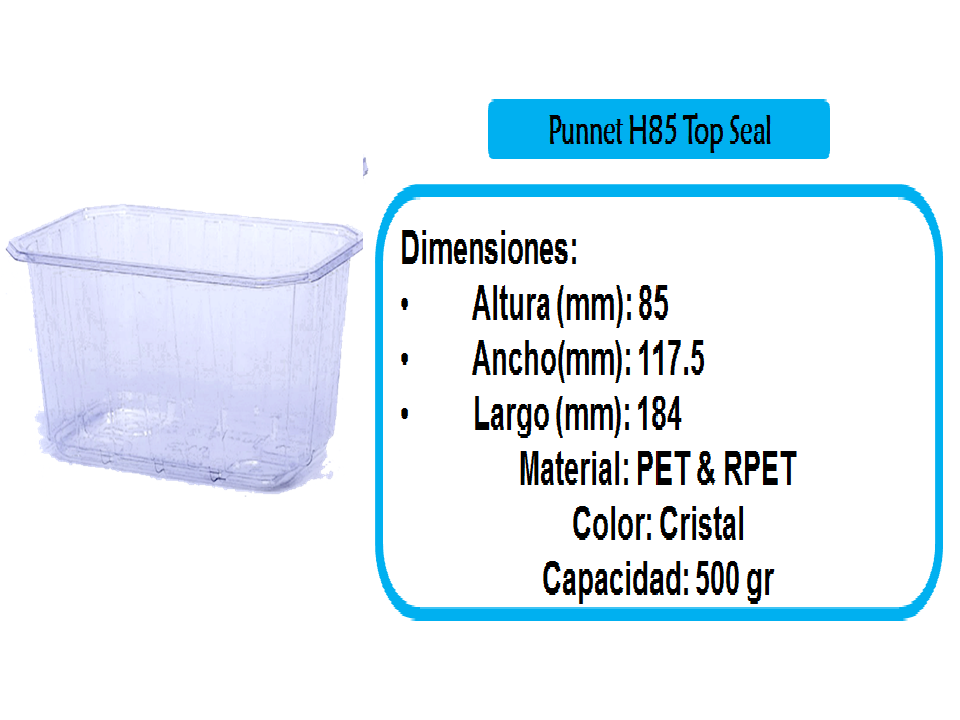 Punnet H85 Top Seal
Dimensiones:
• Altura (mm): 85
• Ancho(mm): 117.5
• Largo (mm): 184
Material: PET & RPET
Color: Cristal
Capacidad: 500 gr